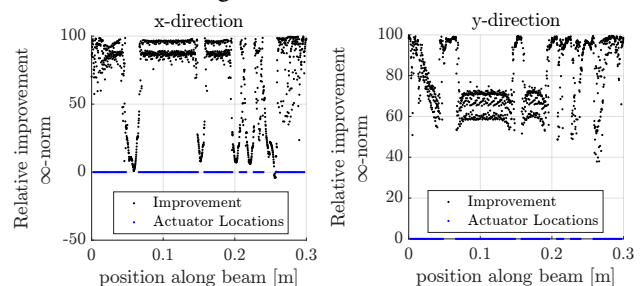 x-direction
100
50
0
-50
0
0.1
0.2
0.3
Relative improvement
∞-norm
position along beam [m]
Improvement
Actuator Locations
y-direction
100
80
60
40
20
0
0
0.1
0.2
0.3
Relative improvement
∞-norm
position along beam [m]
Improvement
Actuator Locations